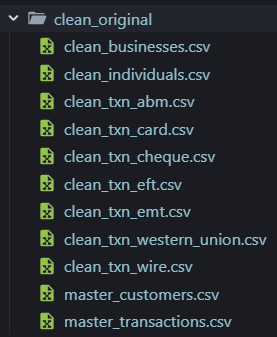 clean_original
clean_businesses.csv
clean_individuals.csv
clean_txn_abm.csv
clean_txn_card.csv
clean_txn_cheque.csv
clean_txn_eft.csv
clean_txn_emt.csv
clean_txn_western_union.csv
clean_txn_wire.csv
master_customers.csv
master_transactions.csv